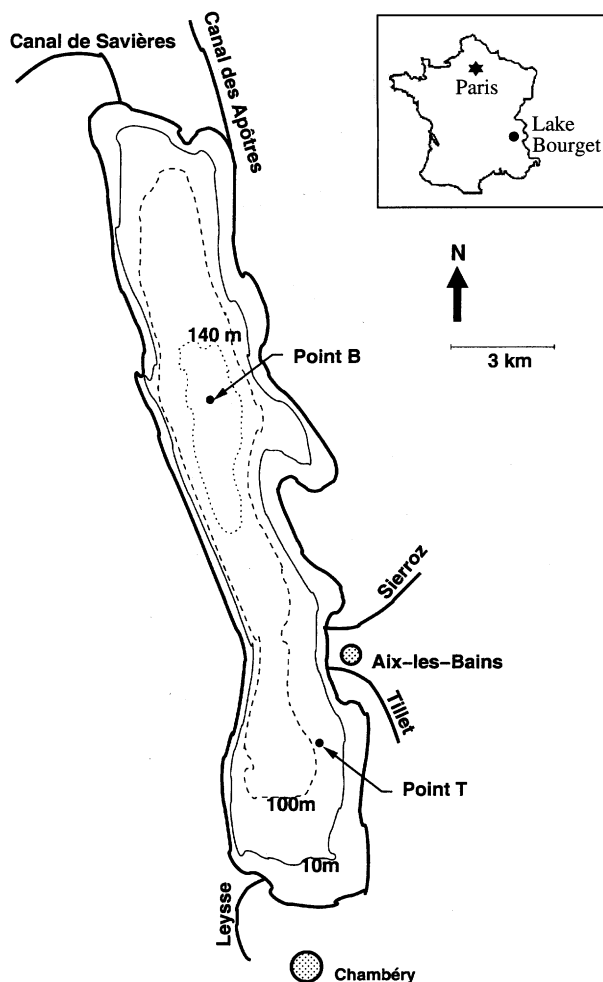 Canal de Savières
Canal des Apôtres
Paris
Lake
Bourget
N
3 km
140 m
Point B
Sierroz
Aix–les–Bains
Tillet
Point T
100m
10m
Leysse
Chambéry